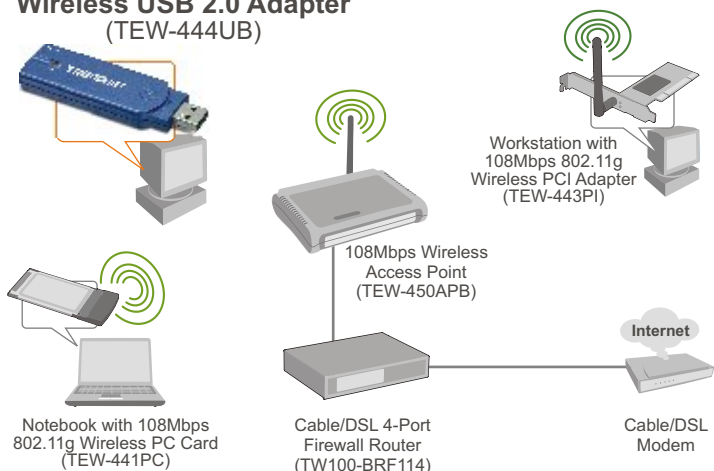 Wireless USB 2.0 Adapter
(TEW-444UB)
TRENDnet
Workstation with
108Mbps 802.11g
Wireless PCI Adapter
(TEW-443PI)
108Mbps Wireless
Access Point
(TEW-450APB)
Internet
Notebook with 108Mbps
802.11g Wireless PC Card
(TEW-441PC)
Cable/DSL 4-Port
Firewall Router
(TW100-BRF114)
Cable/DSL
Modem